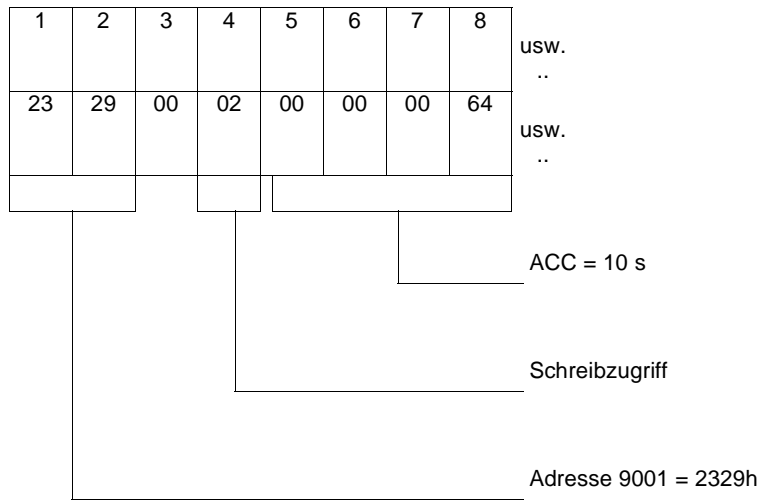 1 2 3 4 5 6 7 8
usw.
..
23 29 00 02 00 00 00 64
usw.
..
ACC = 10 s
Schreibzugriff
Adresse 9001 = 2329h